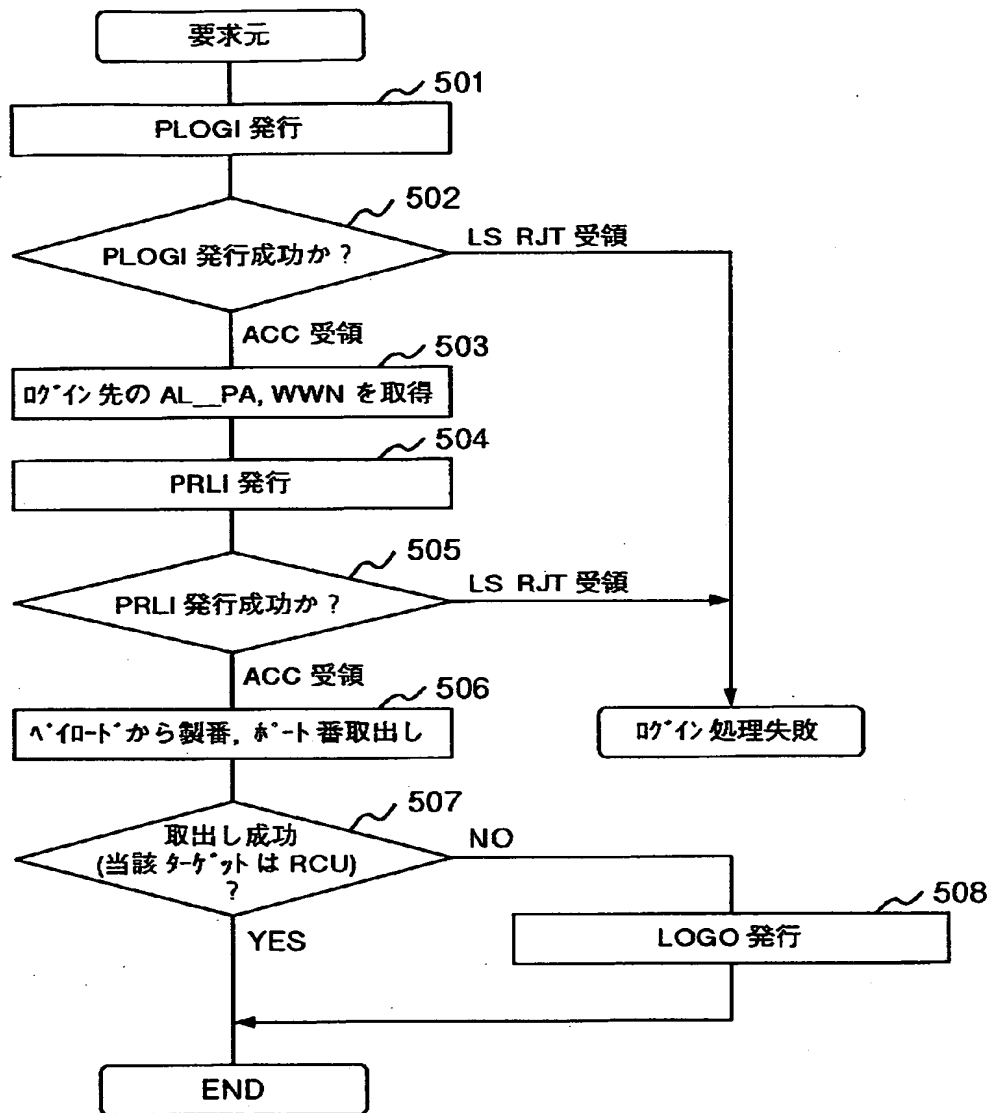 要求元
501
PLOGI 発行
502
PLOGI 発行成功か ?
LS RJT 受領
ACC 受領
503
ﾛｸﾞｲﾝ 先の AL__PA, WWN を取得
504
PRLI 発行
505
PRLI 発行成功か ?
LS RJT 受領
ACC 受領
506
ﾍﾟｲﾛｰﾄﾞから製番, ﾎﾟｰﾄ 番取出し
ﾛｸﾞｲﾝ 処理失敗
507
取出し成功
(当該 ﾀｰｹﾞｯﾄ は RCU)
?
NO
508
YES
LOGO 発行
END